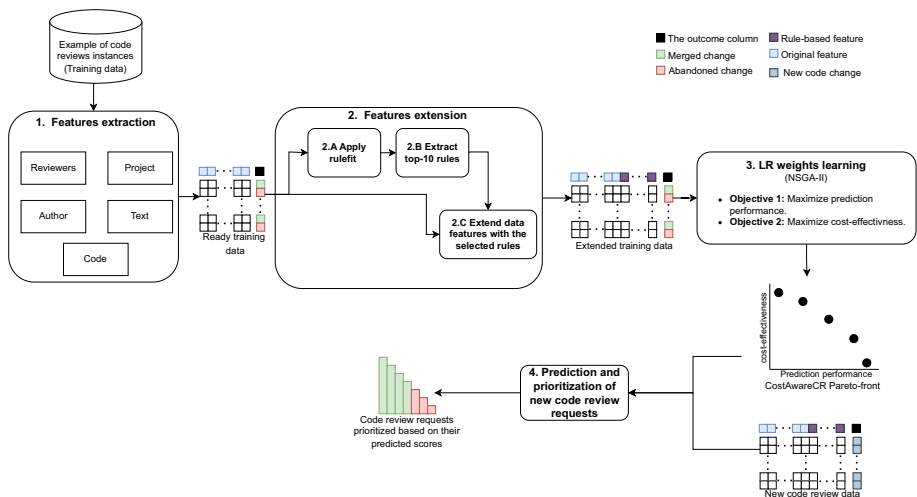 Example of code
reviews instances
(Training data)
The outcome column
Merged change
Abandoned change
Rule-based feature
Original feature
New code change
1. Features extraction
Reviewers
Project
Author
Text
Code
Ready training
data
2. Features extension
2.A Apply
rulefit
2.B Extract
top-10 rules
2.C Extend data
features with the
selected rules
Extended training data
3. LR weights learning
(NSGA-II)
• Objective 1: Maximize prediction
performance.
• Objective 2: Maximize cost-effectivness.
cost-effectiveness
Prediction performance
CostAwareCR Pareto-front
4. Prediction and
prioritization of
new code review
requests
Code review requests
prioritized based on their
predicted scores
New code review data